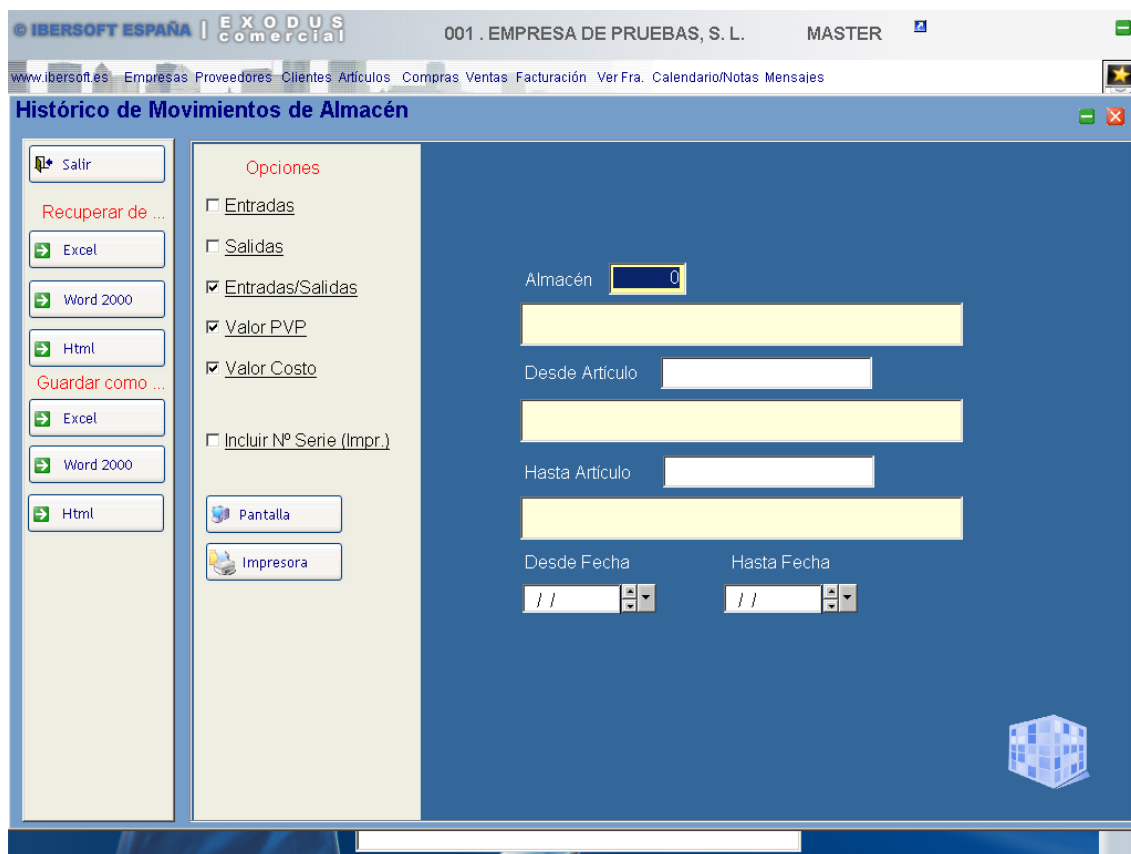 © IBERSOFT ESPAÑA | EXODUS comercial 001 . EMPRESA DE PRUEBAS, S. L. MASTER
www.ibersoft.es Empresas Proveedores Clientes Artículos Compras Ventas Facturación Ver Fra. Calendario/Notas Mensajes
Histórico de Movimientos de Almacén
Salir
Recuperar de ...
Excel
Word 2000
Html
Guardar como ...
Excel
Word 2000
Html
Opciones
Entradas
Salidas
Entradas/Salidas
Valor PVP
Valor Costo
Incluir Nº Serie (Impr.)
Pantalla
Impresora
Almacén 0
Desde Artículo
Hasta Artículo
Desde Fecha Hasta Fecha
/ / / /